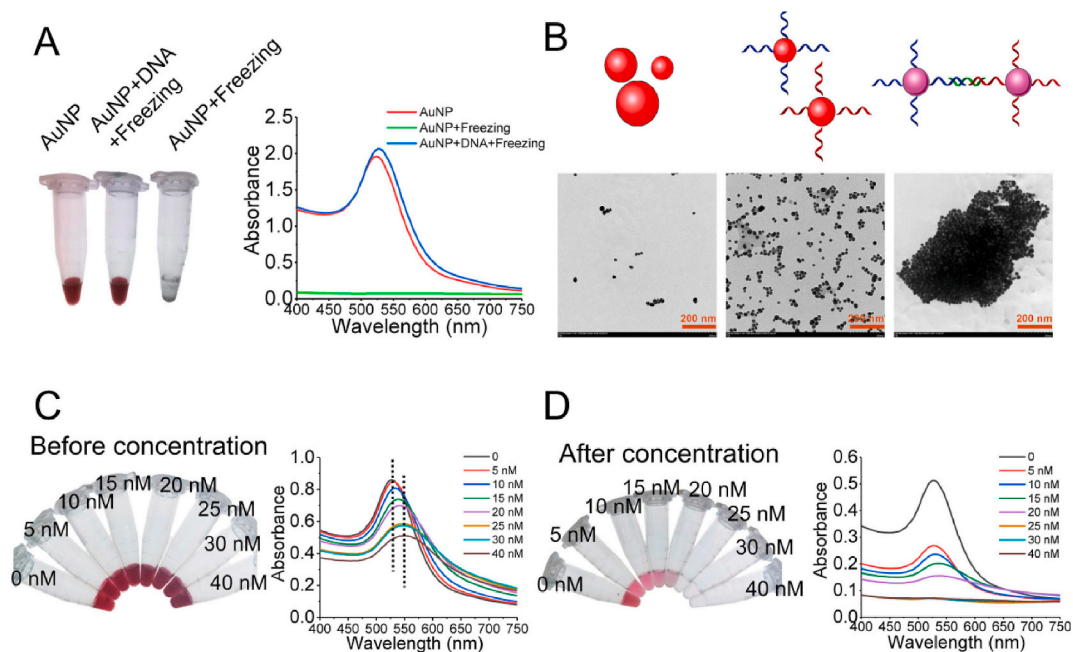 A
AuNP
AuNP+DNA
+Freezing
AuNP+Freezing
AuNP
AuNP+Freezing
AuNP+DNA+Freezing
Absorbance
2.5
2.0
1.5
1.0
0.5
0.0
400 450 500 550 600 650 700 750
Wavelength (nm)
B
200 nm
200 nm
200 nm
C
Before concentration
0 nM
5 nM
10 nM
15 nM
20 nM
25 nM
30 nM
40 nM
Absorbance
1.0
0.8
0.6
0.4
0.2
0.0
400 450 500 550 600 650 700 750
Wavelength (nm)
0
5 nM
10 nM
15 nM
20 nM
25 nM
30 nM
40 nM
D
After concentration
0 nM
5 nM
10 nM
15 nM
20 nM
25 nM
30 nM
40 nM
Absorbance
0.6
0.5
0.4
0.3
0.2
0.1
0.0
400 450 500 550 600 650 700 750
Wavelength (nm)
0
5 nM
10 nM
15 nM
20 nM
25 nM
30 nM
40 nM